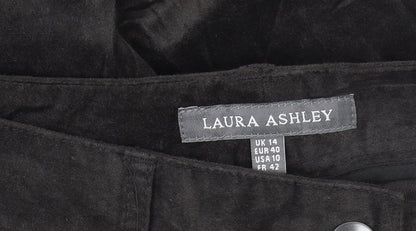 LAURA ASHLEY
UK 14
EUR 40
USA 10
FR 42